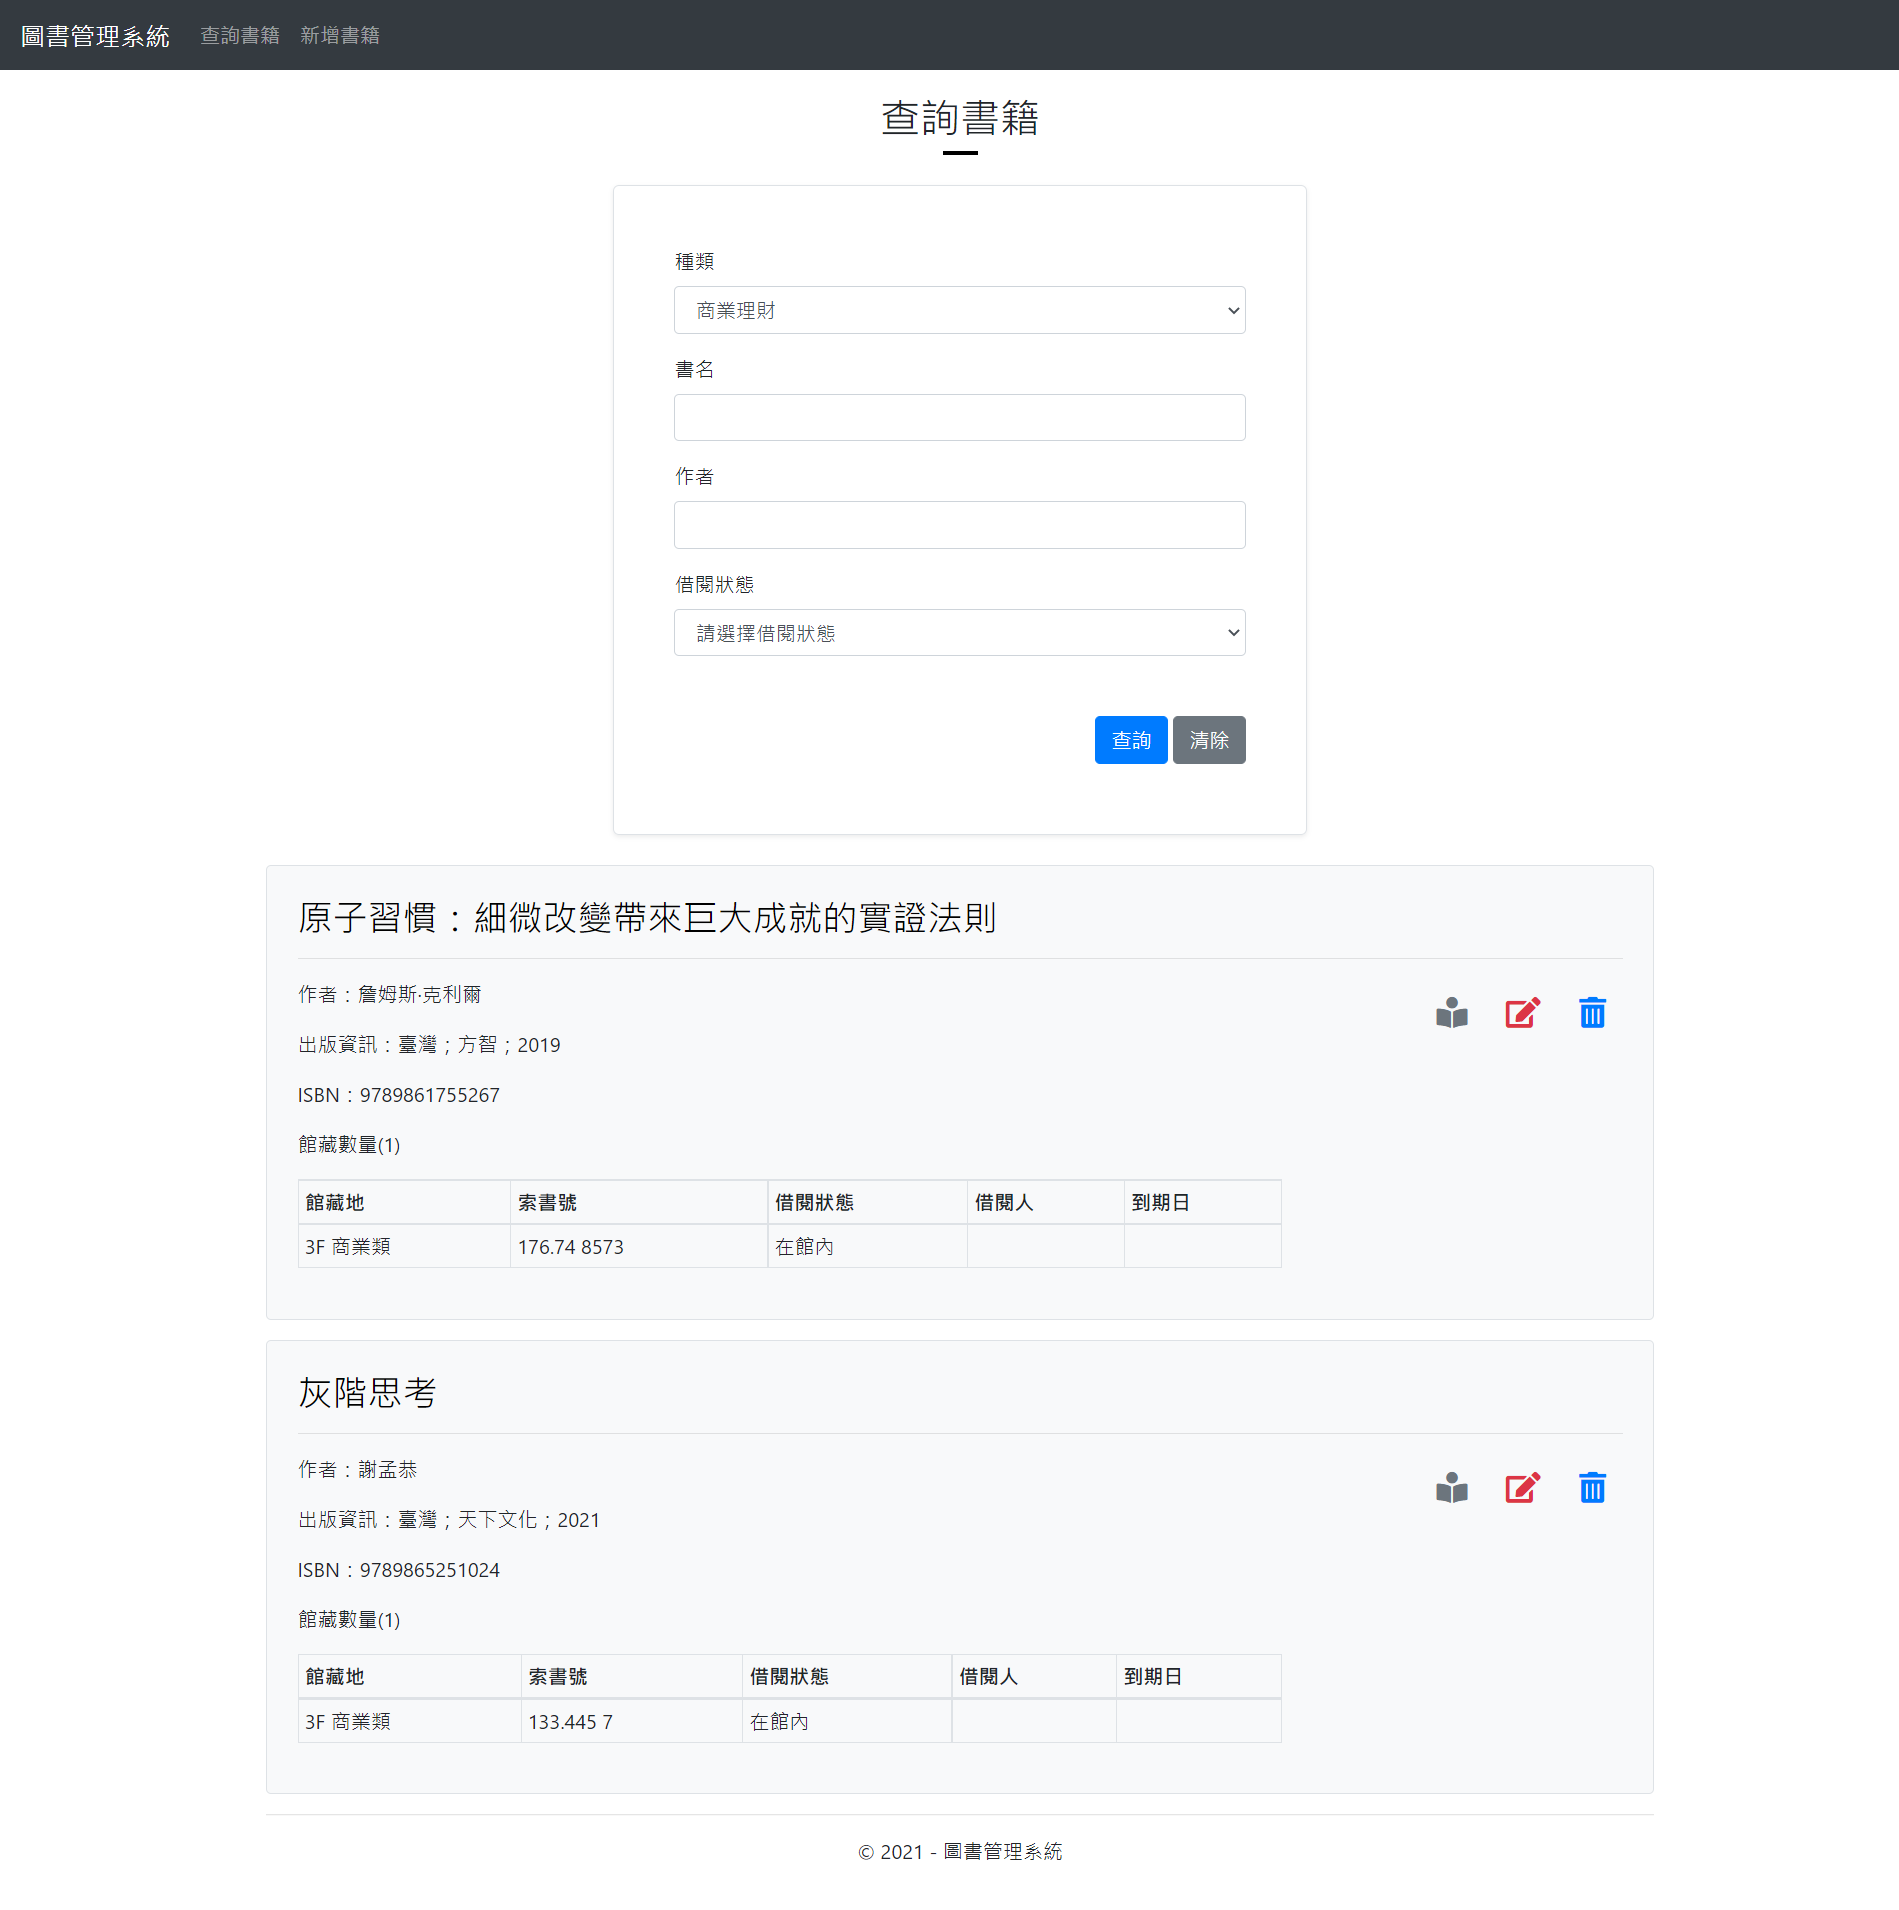 圖書管理系統 查詢書籍 新增書籍
查詢書籍
種類
商業理財
書名
作者
借閱狀態
請選擇借閱狀態
查詢 清除
原子習慣：細微改變帶來巨大成就的實證法則
作者：詹姆斯‧克利爾
出版資訊：臺灣；方智；2019
ISBN：9789861755267
館藏數量(1)
館藏地 索書號 借閱狀態 借閱人 到期日
3F 商業類 176.74 8573 在館內
灰階思考
作者：謝孟恭
出版資訊：臺灣；天下文化；2021
ISBN：9789865251024
館藏數量(1)
館藏地 索書號 借閱狀態 借閱人 到期日
3F 商業類 133.445 7 在館內
© 2021 - 圖書管理系統